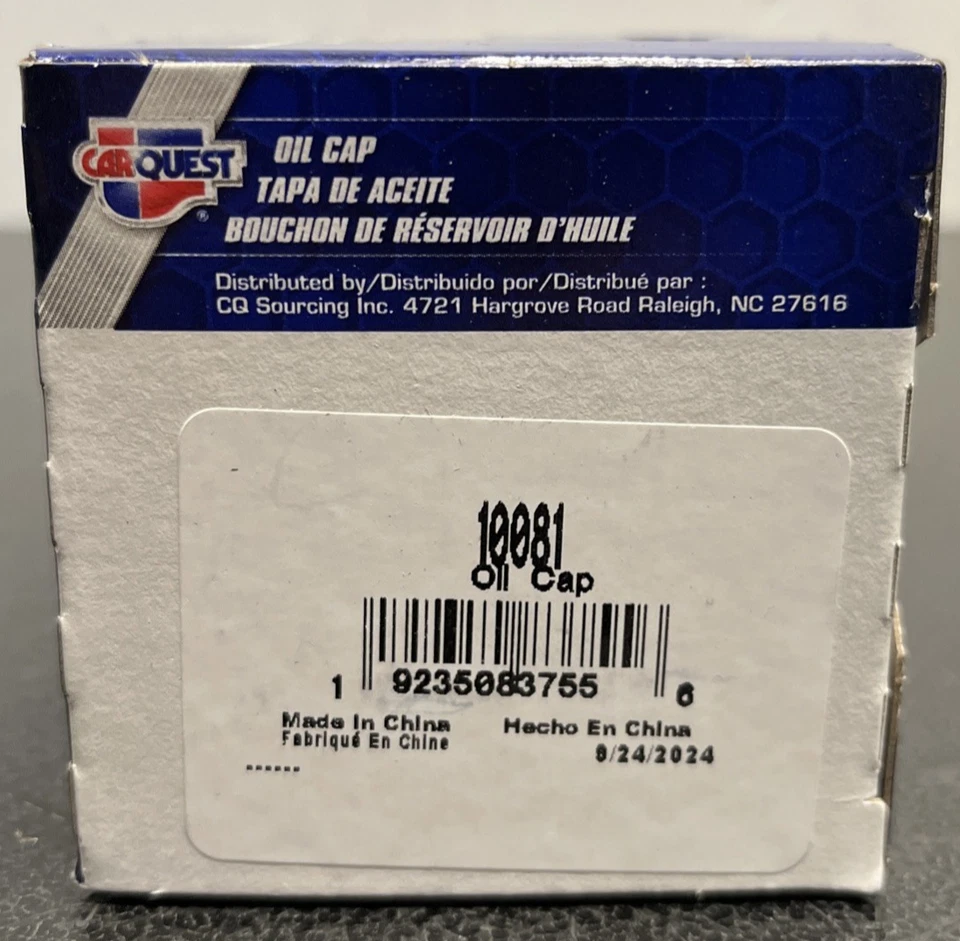 CARQUEST®
OIL CAP
TAPA DE ACEITE
BOUCHON DE RÉSERVOIR D'HUILE
Distributed by/Distribuido por/Distribué par :
CQ Sourcing Inc. 4721 Hargrove Road Raleigh, NC 27616
10081
Oil Cap
1 9235083755 6
Made In China Hecho En China
Fabriqué En Chine
9/24/2024
------